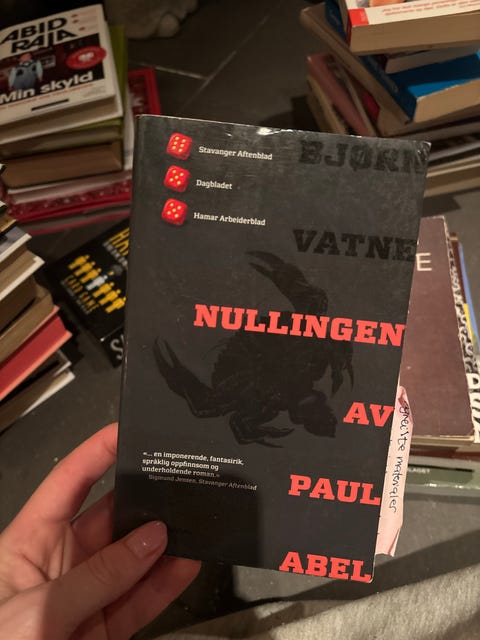 ABID
RAJA
Min skyld
Stavanger Aftenblad
Dagbladet
Hamar Arbeiderblad
BJØRN
VATNE
NULLINGEN
AV
PAUL
ABEL
«... en imponerende, fantasirik,
språklig oppfinnsom og
underholdende roman.»
Sigmund Jensen, Stavanger Aftenblad